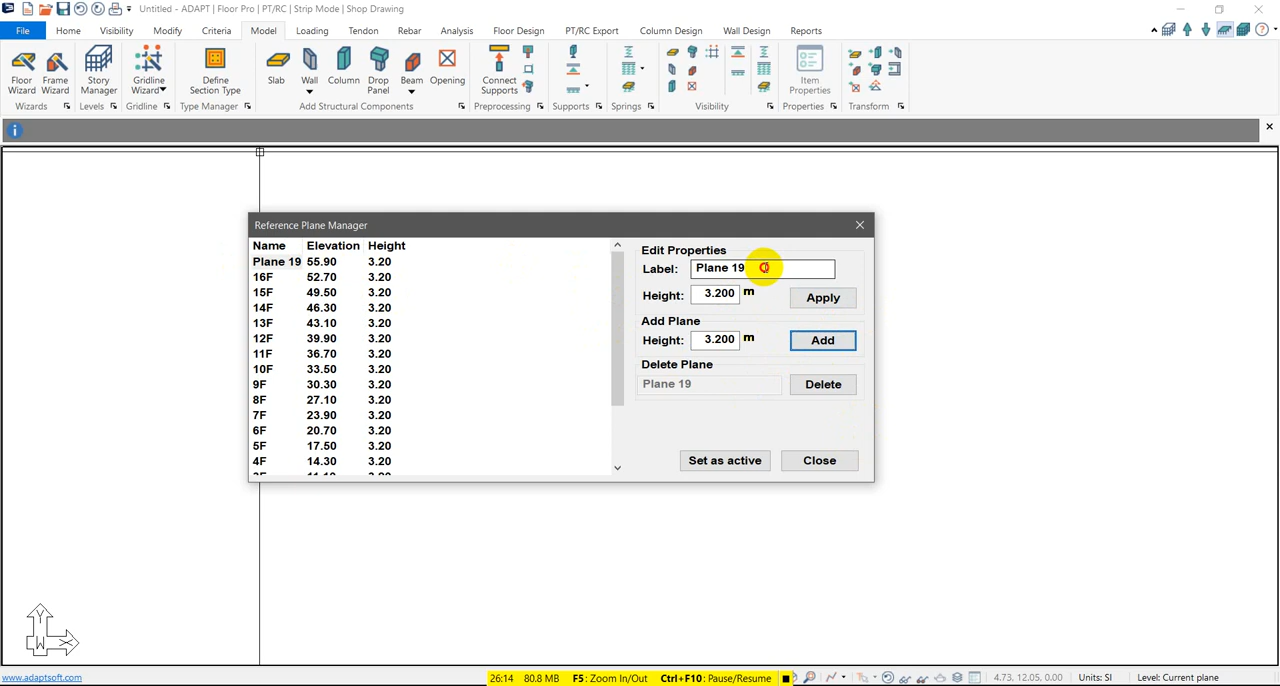 Untitled - ADAPT | Floor Pro | PT/RC | Strip Mode | Shop Drawing
File Home Visibility Modify Criteria Model Loading Tendon Rebar Analysis Floor Design PT/RC Export Column Design Wall Design Reports
Floor Wizard
Frame Wizard
Story Manager
Gridline Wizard
Define Section Type
Slab
Wall
Column
Drop Panel
Beam
Opening
Connect Supports
Item Properties
Wizards Levels Gridline Type Manager Add Structural Components Preprocessing Supports Springs Visibility Properties Transform
Reference Plane Manager
Name Elevation Height
Plane 19 55.90 3.20
16F 52.70 3.20
15F 49.50 3.20
14F 46.30 3.20
13F 43.10 3.20
12F 39.90 3.20
11F 36.70 3.20
10F 33.50 3.20
9F 30.30 3.20
8F 27.10 3.20
7F 23.90 3.20
6F 20.70 3.20
5F 17.50 3.20
4F 14.30 3.20
Edit Properties
Label: Plane 19
Height: 3.200 m Apply
Add Plane
Height: 3.200 m Add
Delete Plane
Plane 19 Delete
Set as active Close
Y
W X
www.adaptsoft.com 26:14 80.8 MB F5: Zoom In/Out Ctrl+F10: Pause/Resume 4.73, 12.05, 0.00 Units: SI Level: Current plane